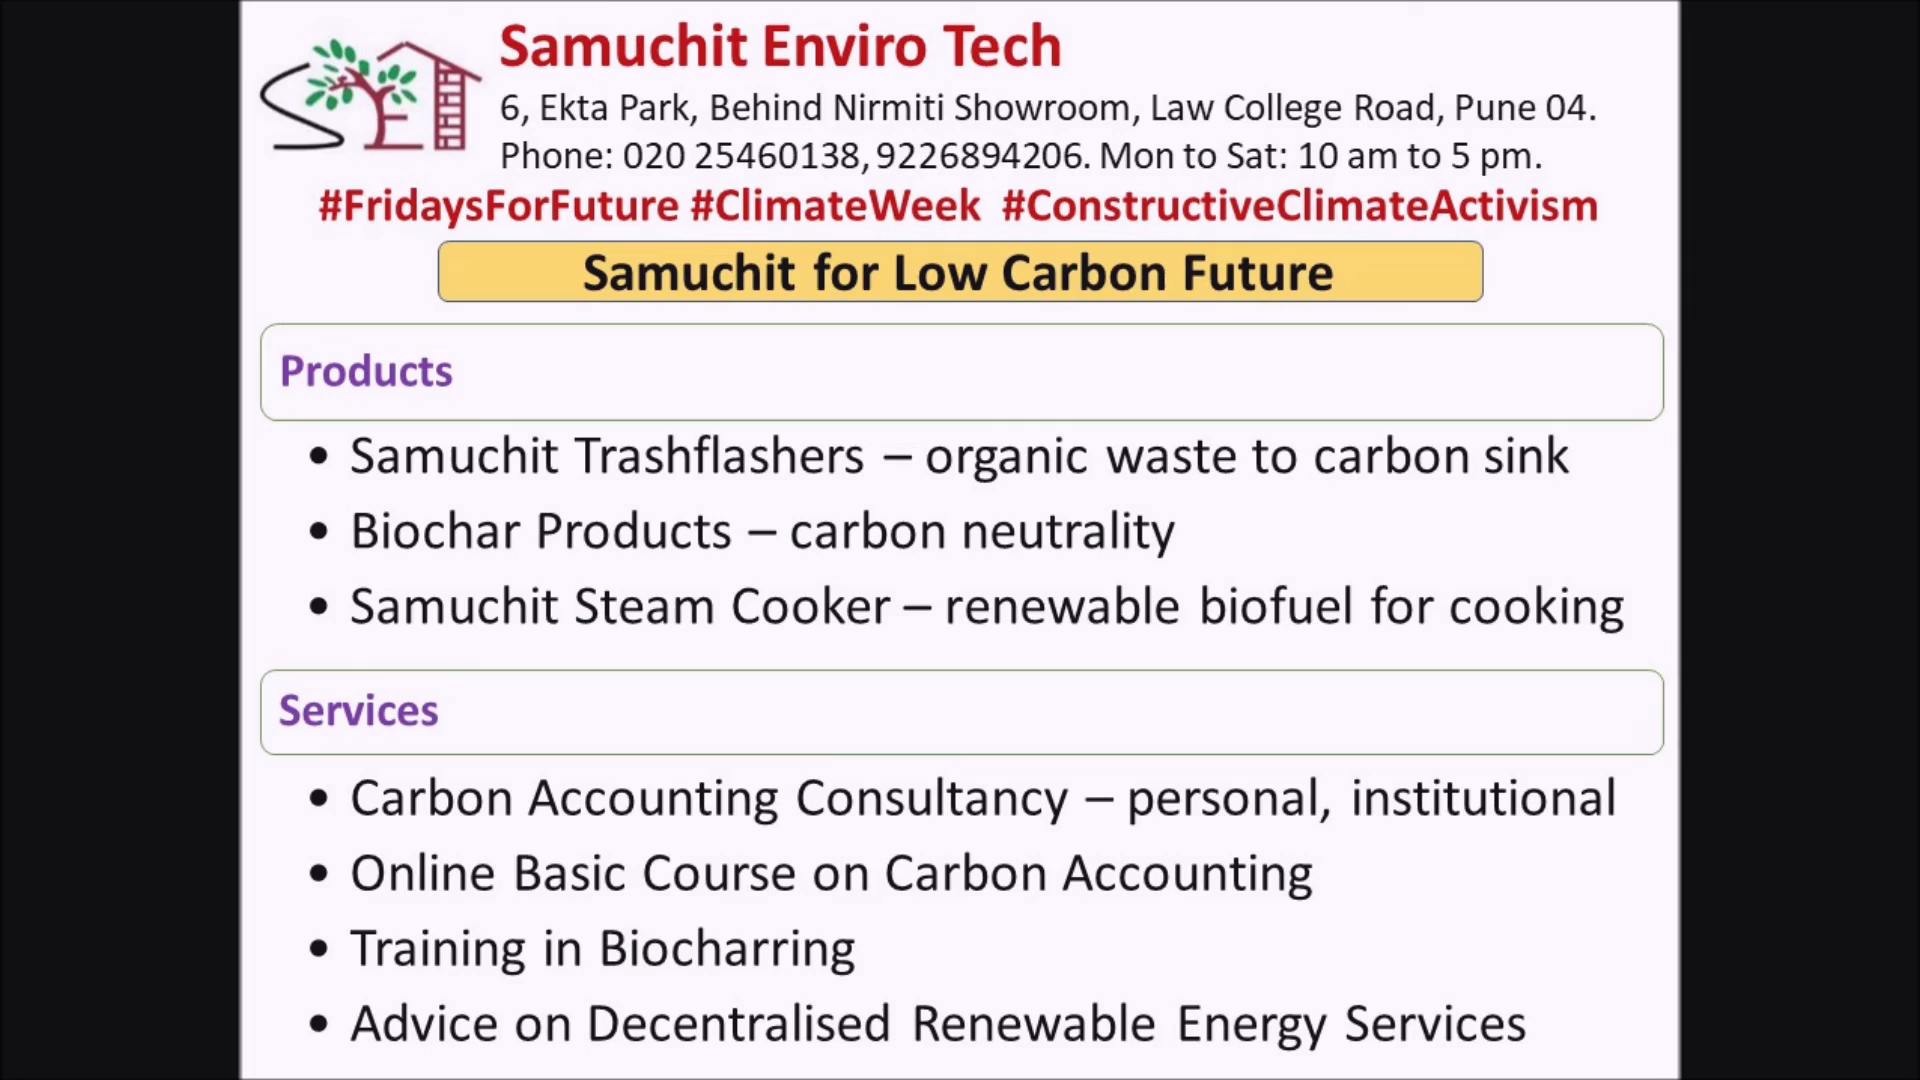 Samuchit Enviro Tech
6, Ekta Park, Behind Nirmiti Showroom, Law College Road, Pune 04.
Phone: 020 25460138, 9226894206. Mon to Sat: 10 am to 5 pm.
#FridaysForFuture #ClimateWeek #ConstructiveClimateActivism
Samuchit for Low Carbon Future
Products
• Samuchit Trashflashers – organic waste to carbon sink
• Biochar Products – carbon neutrality
• Samuchit Steam Cooker – renewable biofuel for cooking
Services
• Carbon Accounting Consultancy – personal, institutional
• Online Basic Course on Carbon Accounting
• Training in Biocharring
• Advice on Decentralised Renewable Energy Services